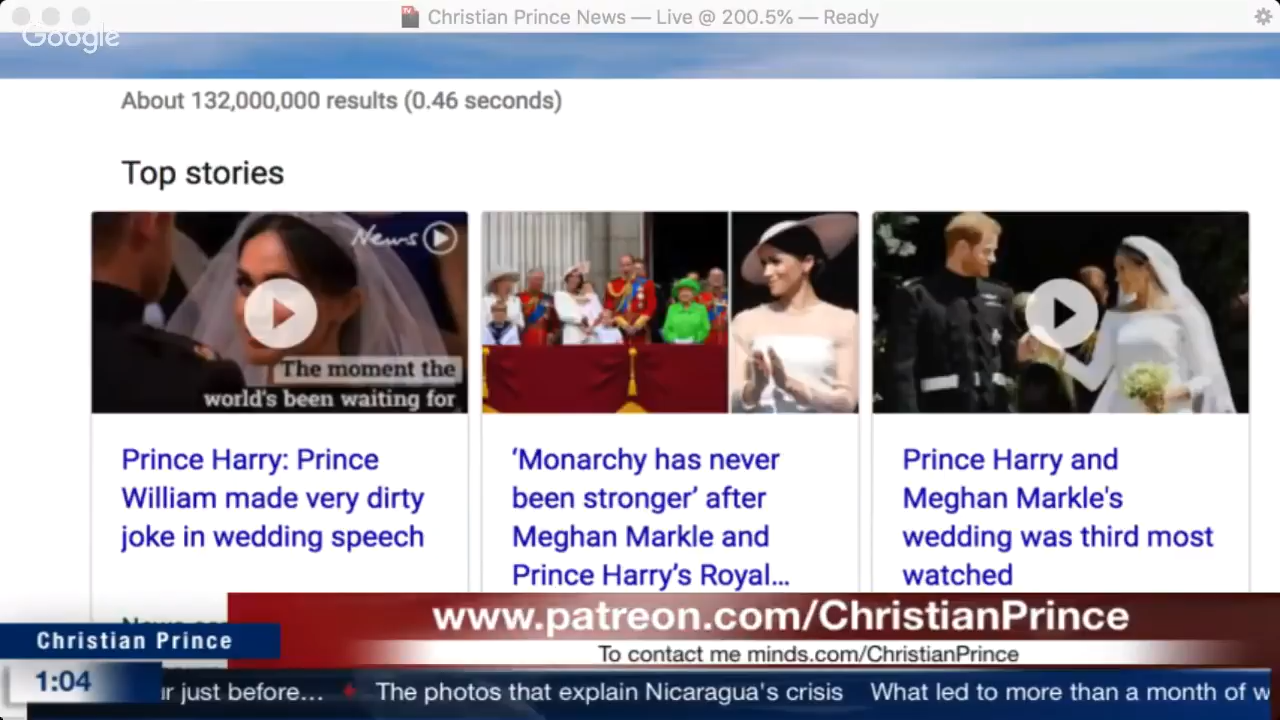 Christian Prince News — Live @ 200.5% — Ready
Google
About 132,000,000 results (0.46 seconds)
Top stories
News
The moment the
world's been waiting for
Prince Harry: Prince
William made very dirty
joke in wedding speech
‘Monarchy has never
been stronger’ after
Meghan Markle and
Prince Harry’s Royal...
Prince Harry and
Meghan Markle's
wedding was third most
watched
www.patreon.com/ChristianPrince
To contact me minds.com/ChristianPrince
Christian Prince
1:04
just before... The photos that explain Nicaragua's crisis What led to more than a month of